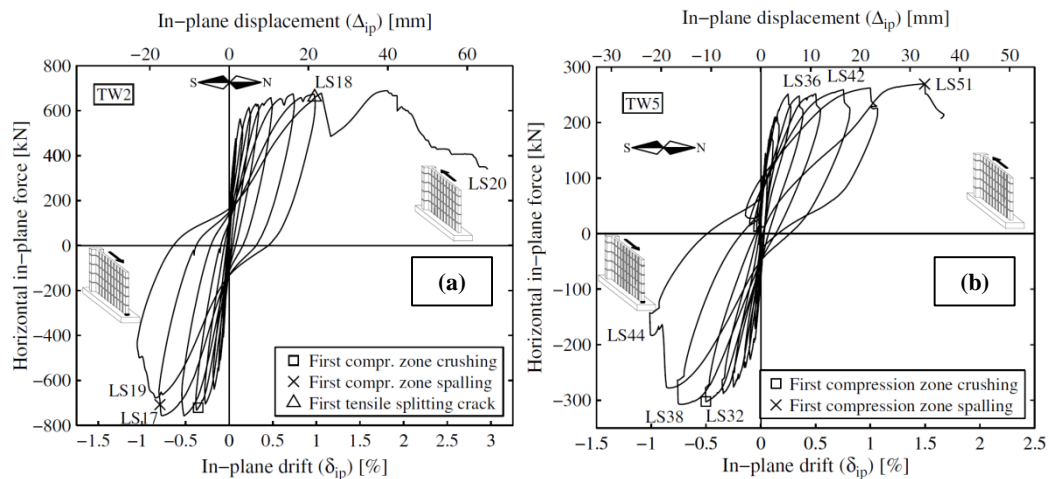 In-plane displacement (Δip) [mm]
−20 0 20 40 60
800
600
400
200
0
−200
−400
−600
−800
Horizontal in-plane force [kN]
TW2
S N
LS18
LS20
LS19
LS17
(a)
First compr. zone crushing
First compr. zone spalling
First tensile splitting crack
−1.5 −1 −0.5 0 0.5 1 1.5 2 2.5 3
In-plane drift (δip) [%]
In-plane displacement (Δip) [mm]
−30 −20 −10 0 10 20 30 40 50
300
200
100
0
−100
−200
−300
Horizontal in-plane force [kN]
TW5
S N
LS36
LS42
LS51
LS44
LS38
LS32
(b)
First compression zone crushing
First compression zone spalling
−1.5 −1 −0.5 0 0.5 1 1.5 2 2.5
In-plane drift (δip) [%]